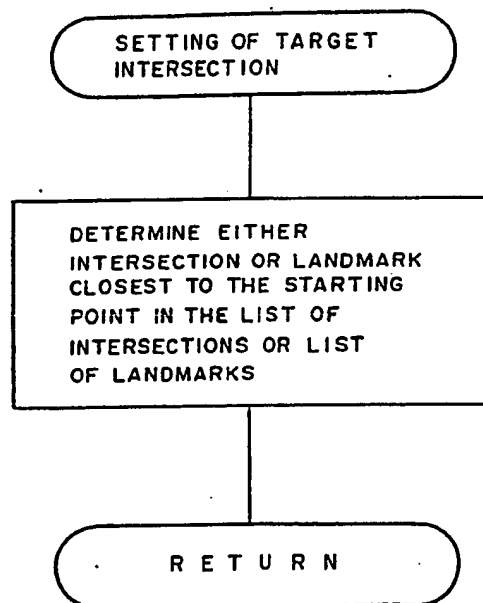 SETTING OF TARGET
INTERSECTION
DETERMINE EITHER
INTERSECTION OR LANDMARK
CLOSEST TO THE STARTING
POINT IN THE LIST OF
INTERSECTIONS OR LIST
OF LANDMARKS
RETURN